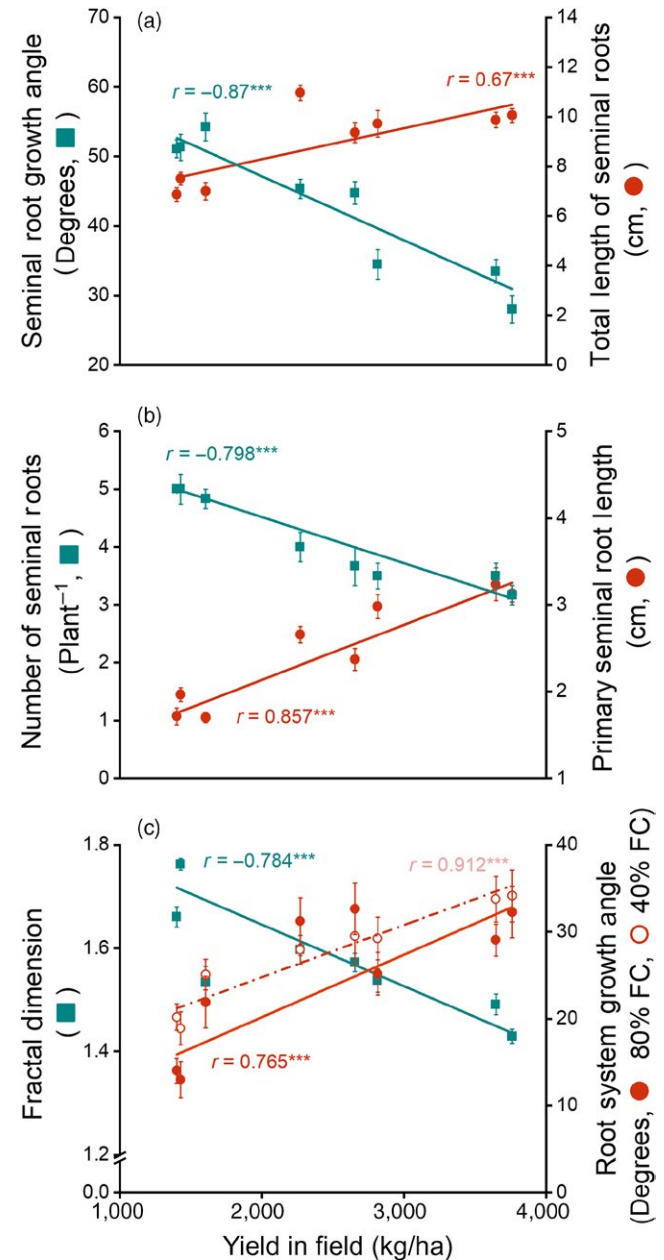 (a)
70
60
50
40
30
20
14
12
10
8
6
4
2
0
r = –0.87***
r = 0.67***
Seminal root growth angle
(Degrees, )
Total length of seminal roots
(cm, )
(b)
6
5
4
3
2
1
0
5
4
3
2
1
r = –0.798***
r = 0.857***
Number of seminal roots
(Plant–1, )
Primary seminal root length
(cm, )
(c)
1.8
1.6
1.4
1.2
0.0
40
30
20
10
0
r = –0.784***
r = 0.912***
r = 0.765***
Fractal dimension
( )
Root system growth angle
(Degrees, 80% FC, 40% FC)
1,000 2,000 3,000 4,000
Yield in field (kg/ha)